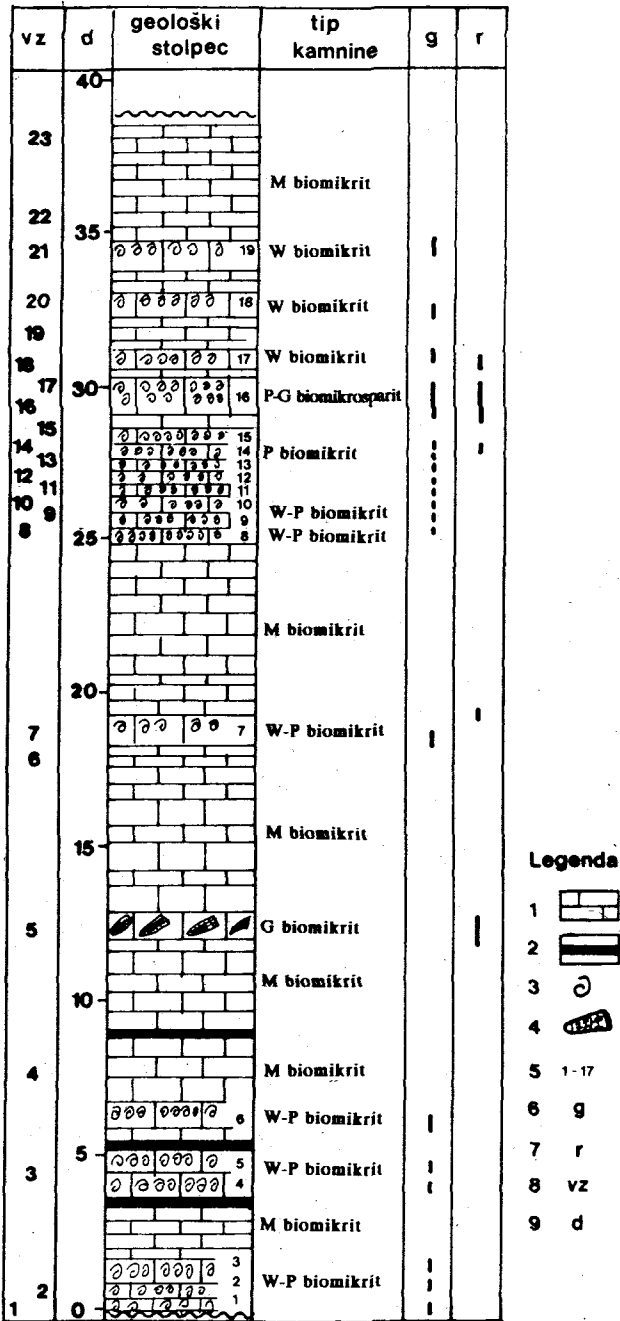 vz d geološki stolpec tip kamnine g r
40
23
M biomikrit
22
35
21 19 W biomikrit
20 18 W biomikrit
19
18 17 W biomikrit
17 30 16 P-G biomikrosparit
16
15 15
14 14 P biomikrit
13 13
12 12
11 11
10 10 W-P biomikrit
9 9
8 25 8 W-P biomikrit
M biomikrit
20
7 7 W-P biomikrit
6
M biomikrit
15
5 G biomikrit
M biomikrit
10
4 M biomikrit
6 W-P biomikrit
5
3 5 W-P biomikrit
4
M biomikrit
3
2 2 W-P biomikrit
1 0 1
Legenda
1
2
3
4
5 1-17
6 g
7 r
8 vz
9 d